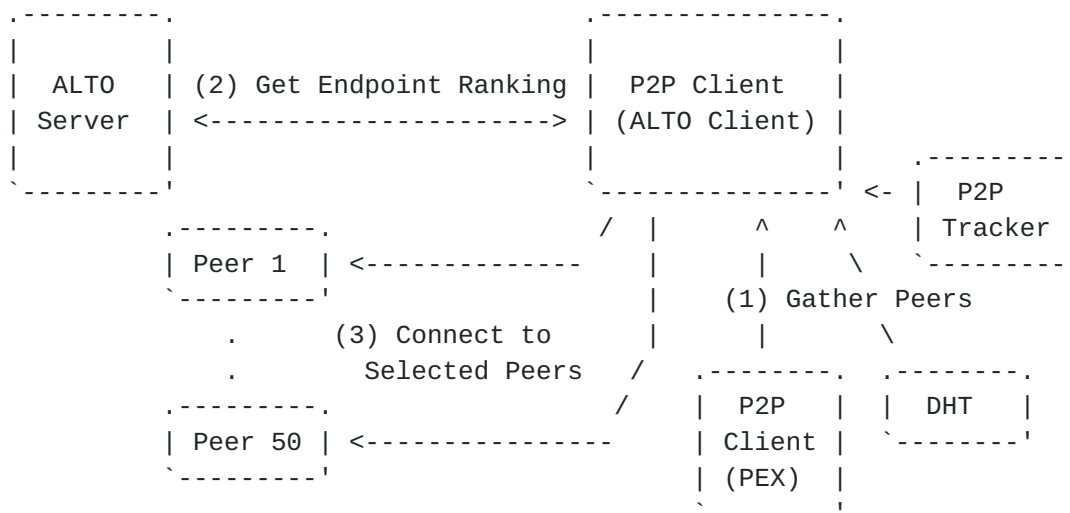 .---------.                           .---------------.
|         |                           |               |
|  ALTO   | (2) Get Endpoint Ranking  |  P2P Client   |
| Server  | <-----------------------> | (ALTO Client) |
|         |                           |               |    .---------
`---------'                           `---------------' <- |  P2P
          .---------.                 /  |      ^    ^     | Tracker
          | Peer 1  | <--------------    |      |     \    `---------
          `---------'                    |    (1) Gather Peers
              .      (3) Connect to      |      |       \
              .        Selected Peers   /   .--------.  .--------.
          .---------.                  /    |  P2P   |  |  DHT   |
          | Peer 50 | <----------------     | Client |  `--------'
          `---------'                       | (PEX)  |
                                            `        '